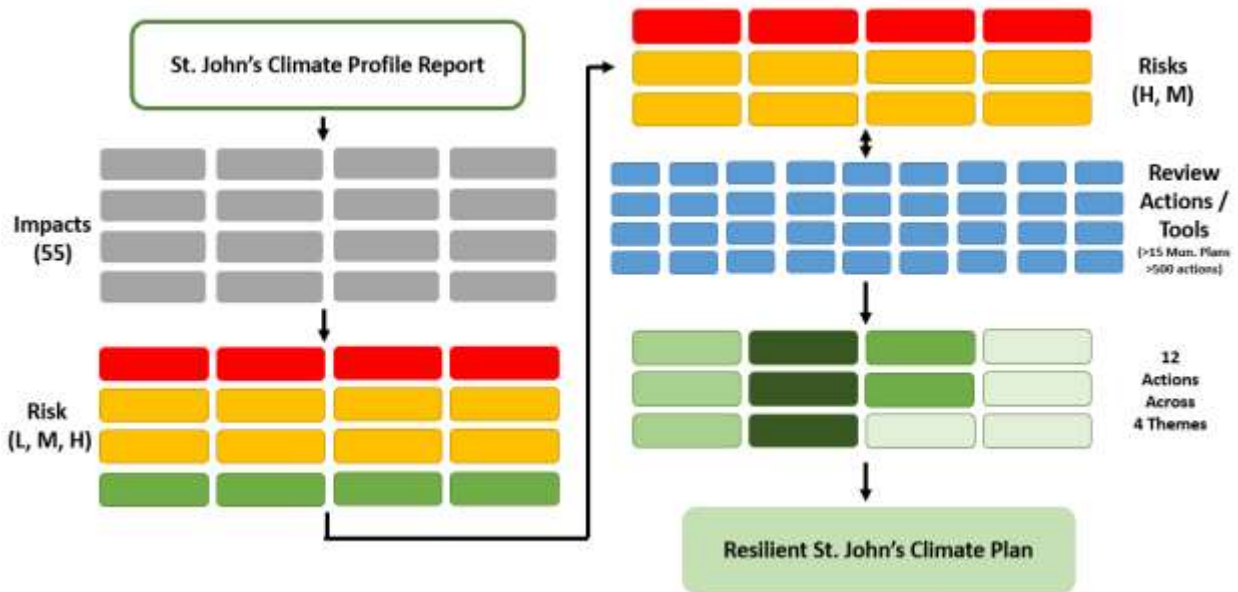 St. John's Climate Profile Report
Impacts
(55)
Risk
(L, M, H)
Risks
(H, M)
Review
Actions /
Tools
(>15 Mun. Plans
>500 actions)
12
Actions
Across
4 Themes
Resilient St. John's Climate Plan